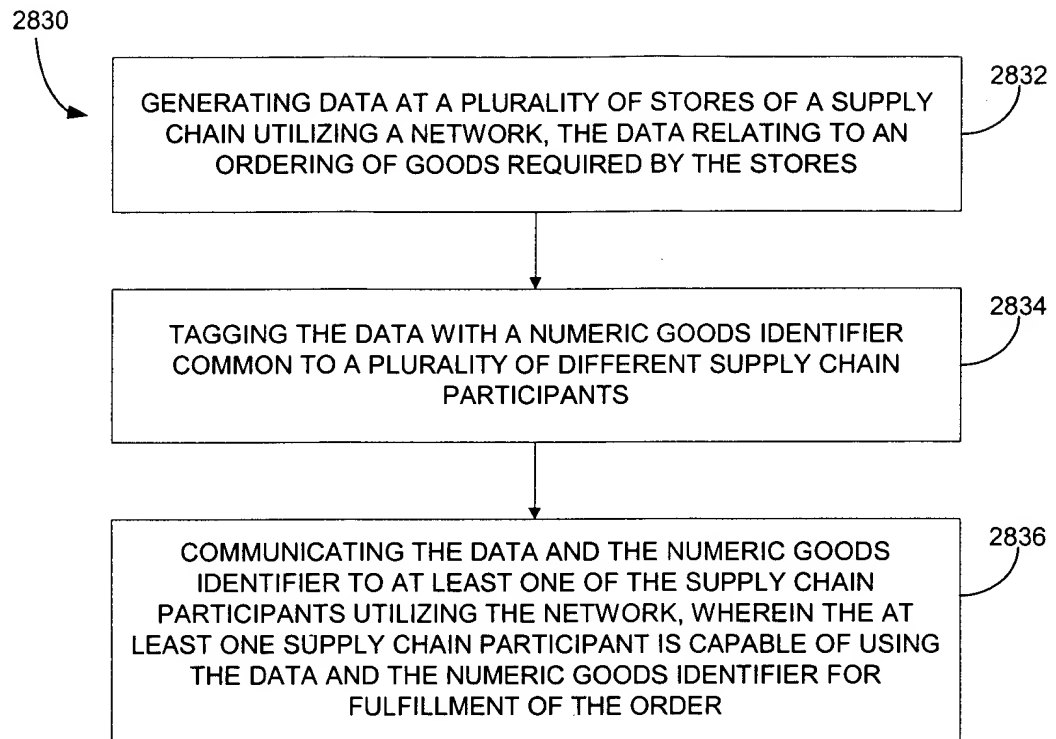 2830
2832
GENERATING DATA AT A PLURALITY OF STORES OF A SUPPLY
CHAIN UTILIZING A NETWORK, THE DATA RELATING TO AN
ORDERING OF GOODS REQUIRED BY THE STORES
2834
TAGGING THE DATA WITH A NUMERIC GOODS IDENTIFIER
COMMON TO A PLURALITY OF DIFFERENT SUPPLY CHAIN
PARTICIPANTS
2836
COMMUNICATING THE DATA AND THE NUMERIC GOODS
IDENTIFIER TO AT LEAST ONE OF THE SUPPLY CHAIN
PARTICIPANTS UTILIZING THE NETWORK, WHEREIN THE AT
LEAST ONE SUPPLY CHAIN PARTICIPANT IS CAPABLE OF USING
THE DATA AND THE NUMERIC GOODS IDENTIFIER FOR
FULFILLMENT OF THE ORDER